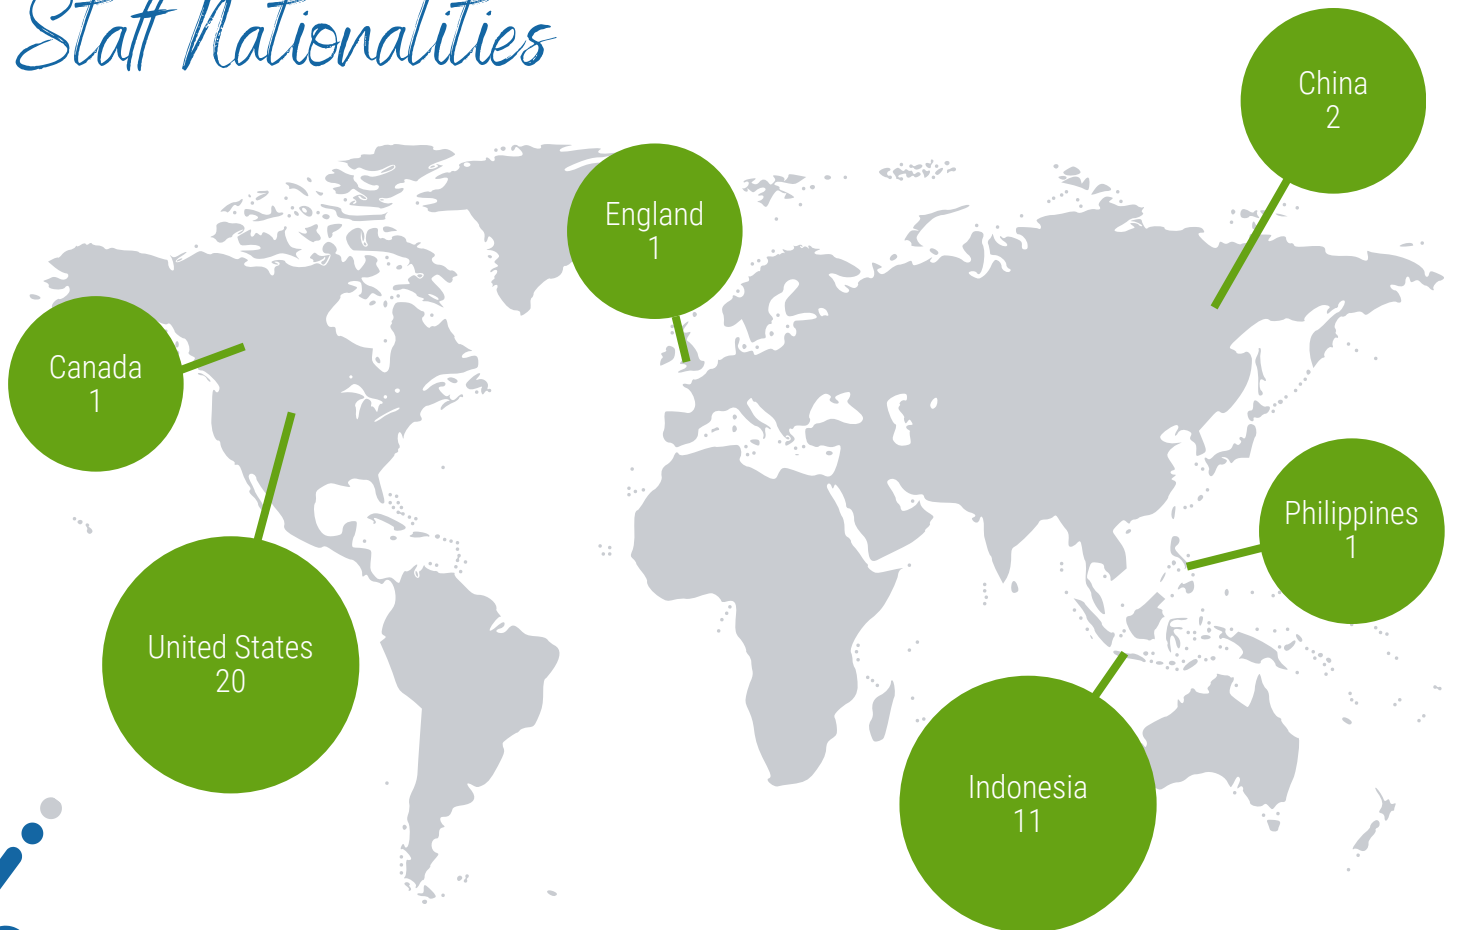 Staff Nationalities
China
2
England
1
Canada
1
Philippines
1
United States
20
Indonesia
11